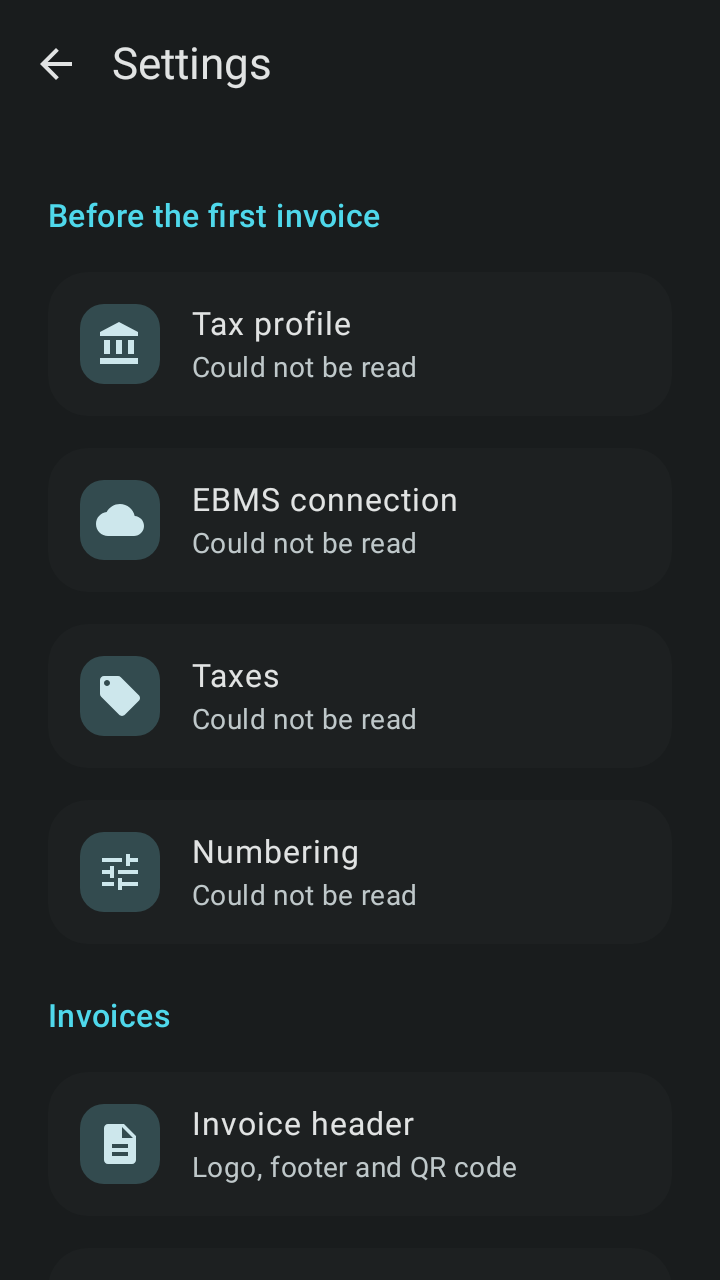 Settings
Before the first invoice
Tax profile
Could not be read
EBMS connection
Could not be read
Taxes
Could not be read
Numbering
Could not be read
Invoices
Invoice header
Logo, footer and QR code